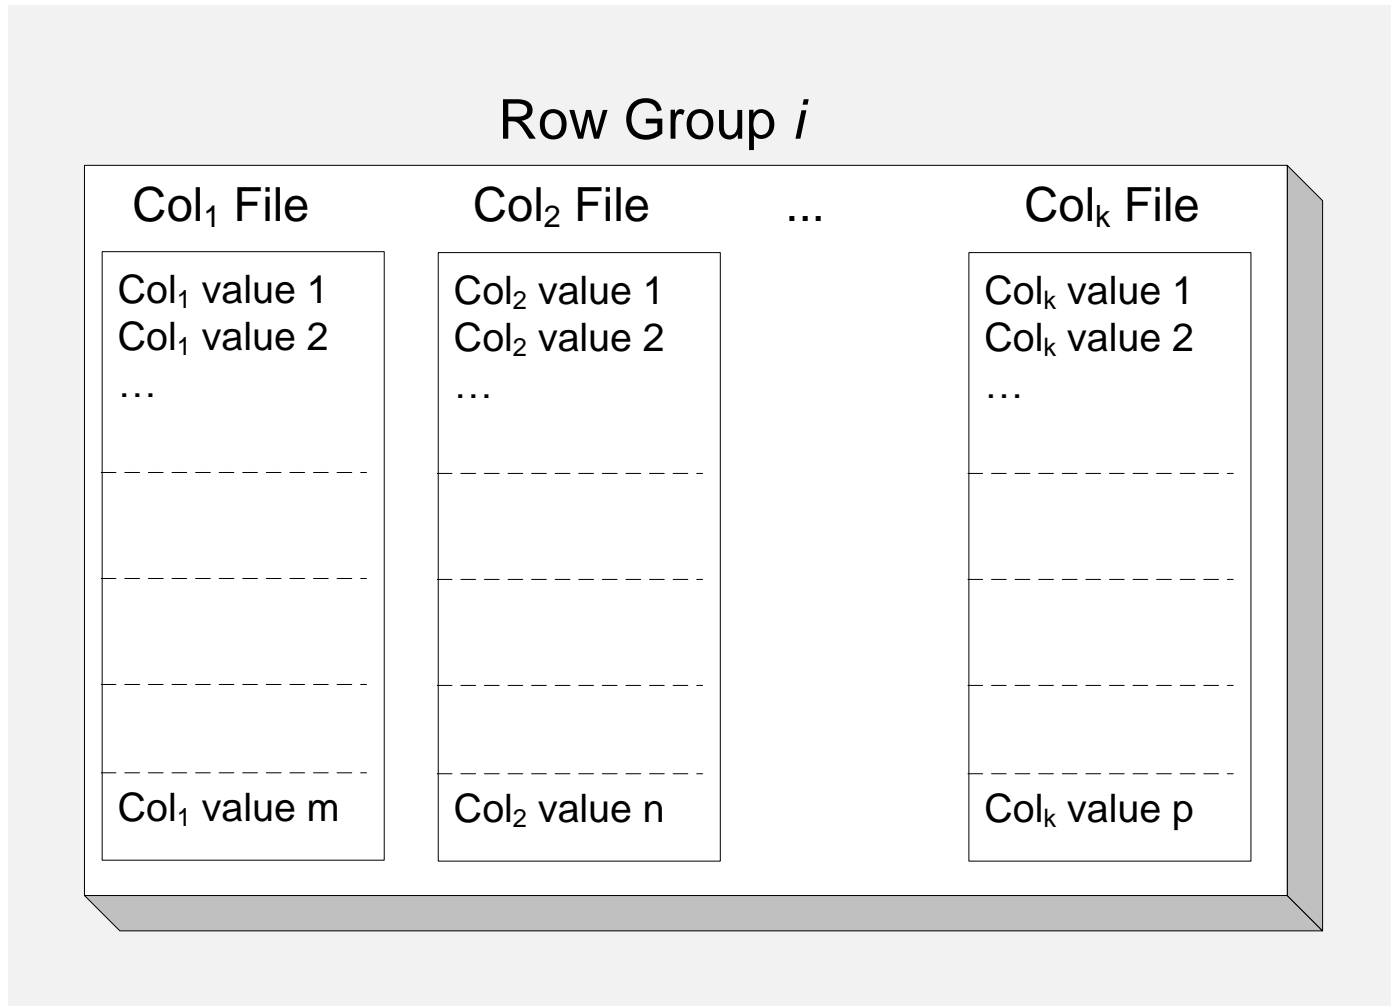 Row Group i
Col₁ File
Col₂ File
...
Colₖ File
Col₁ value 1
Col₁ value 2
…
Col₁ value m
Col₂ value 1
Col₂ value 2
…
Col₂ value n
Colₖ value 1
Colₖ value 2
…
Colₖ value p